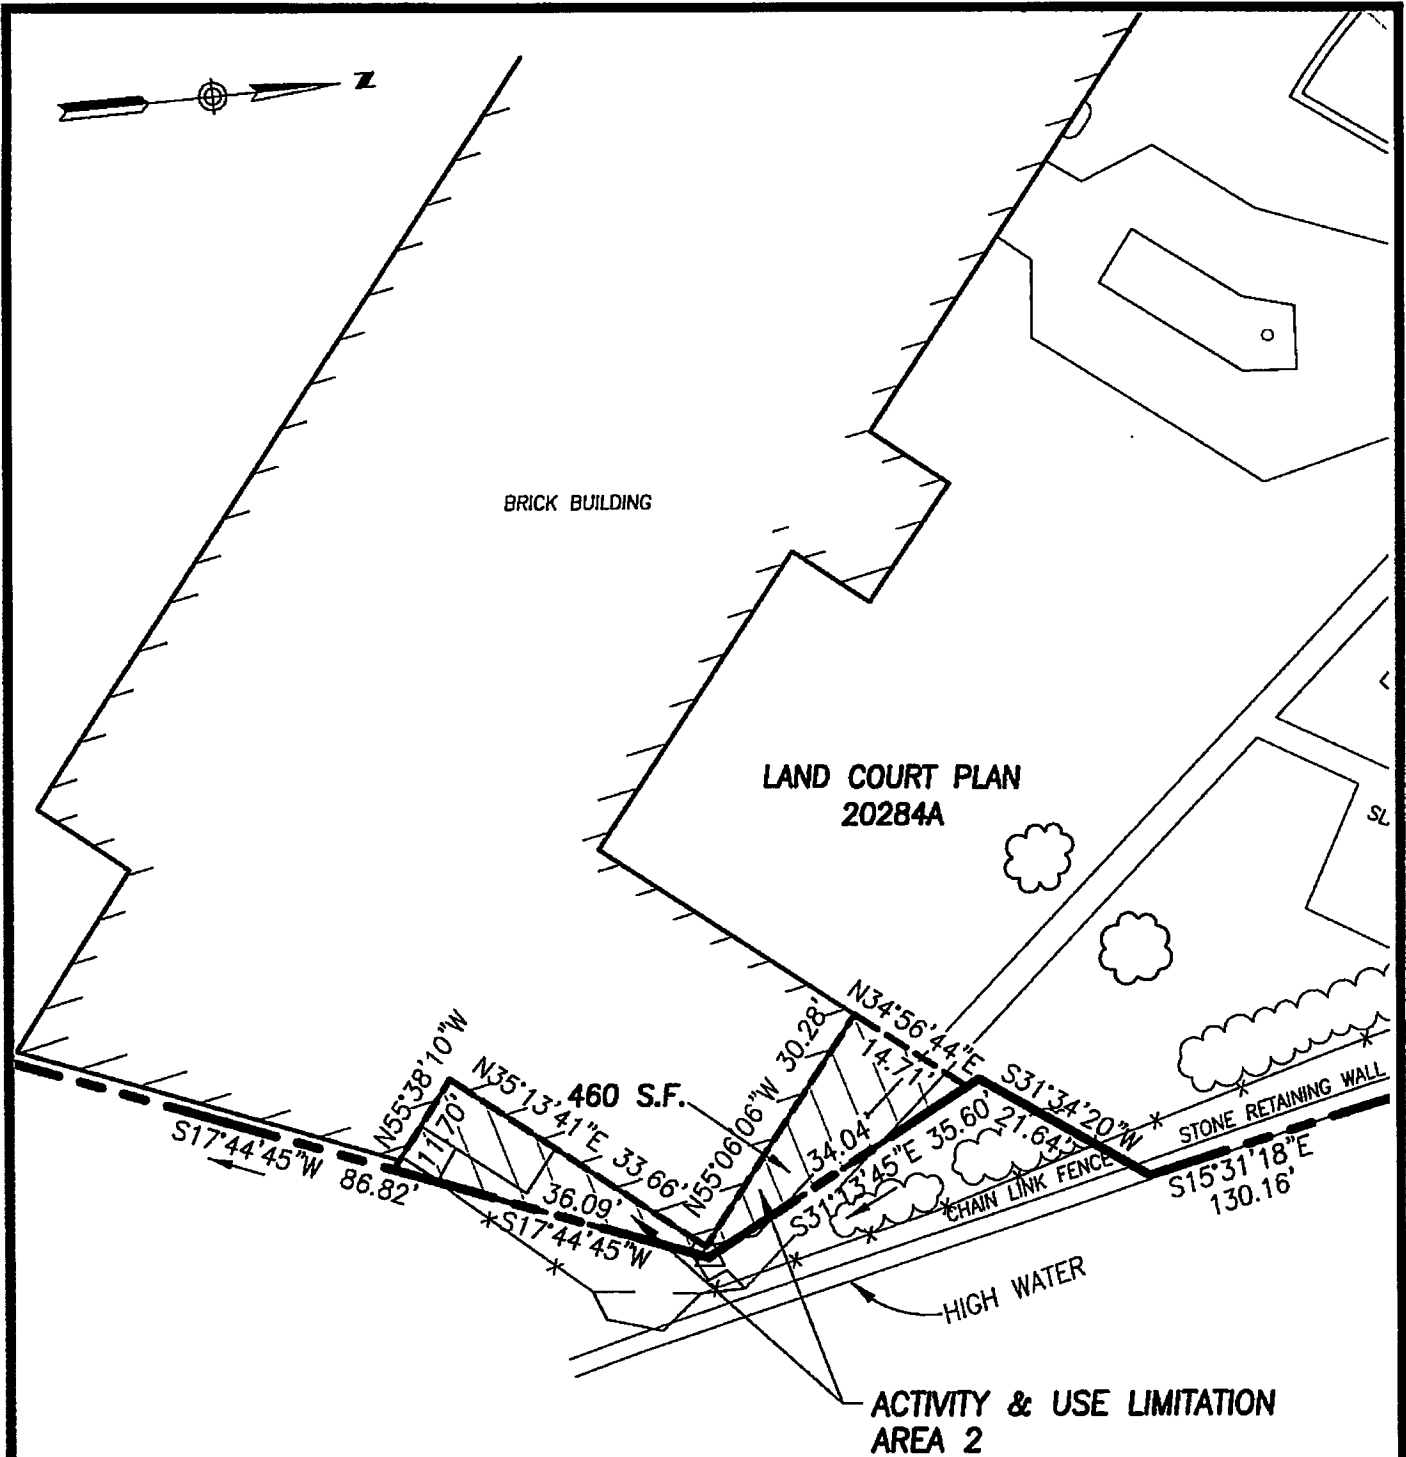 N
BRICK BUILDING
LAND COURT PLAN
20284A
SL
N34°56'44"E
14.71'
S31°34'20"W
21.64'
30.28'
N55°06'06"W
460 S.F.
N55°38'10"W
11.70'
N35°13'41"E 33.66'
34.04'
S31°13'45"E 35.60'
STONE RETAINING WALL
CHAIN LINK FENCE
S15°31'18"E
130.16'
S17°44'45"W 86.82'
36.09'
S17°44'45"W
HIGH WATER
ACTIVITY & USE LIMITATION
AREA 2